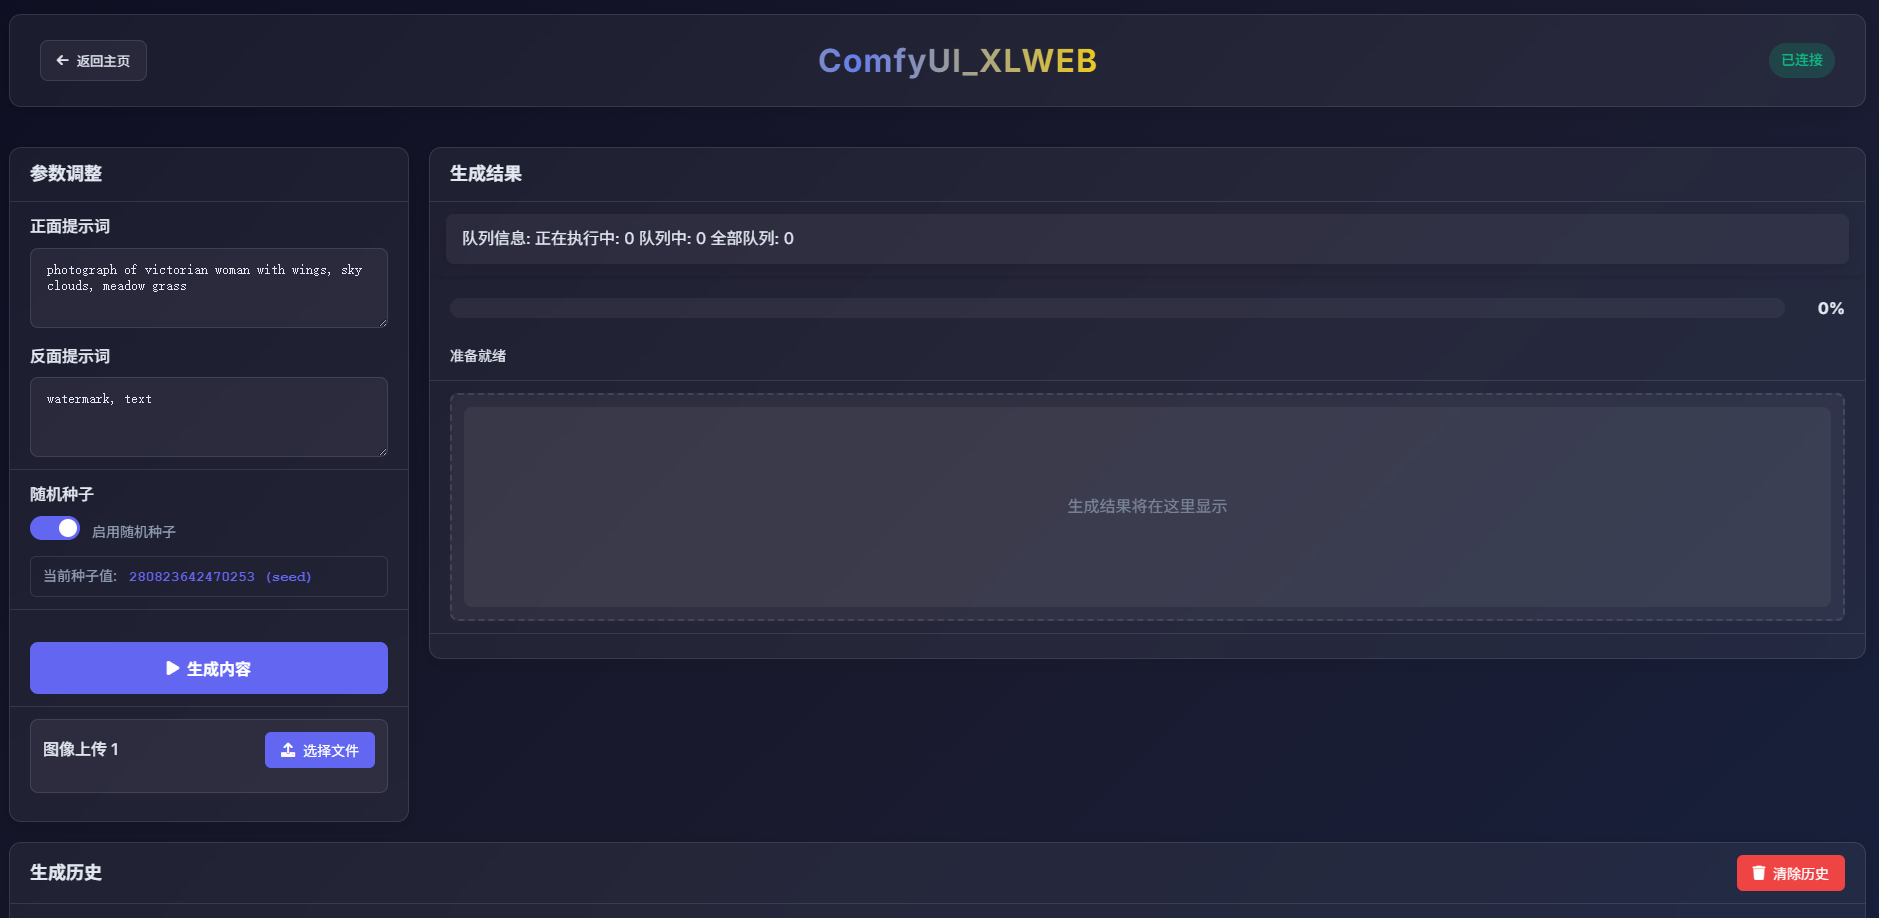 返回主页
ComfyUI_XLWEB
已连接
参数调整
正面提示词
photograph of victorian woman with wings, sky
clouds, meadow grass
反面提示词
watermark, text
随机种子
启用随机种子
当前种子值: 280823642470253 (seed)
生成内容
图像上传 1
选择文件
生成结果
队列信息: 正在执行中: 0 队列中: 0 全部队列: 0
0%
准备就绪
生成结果将在这里显示
生成历史
清除历史